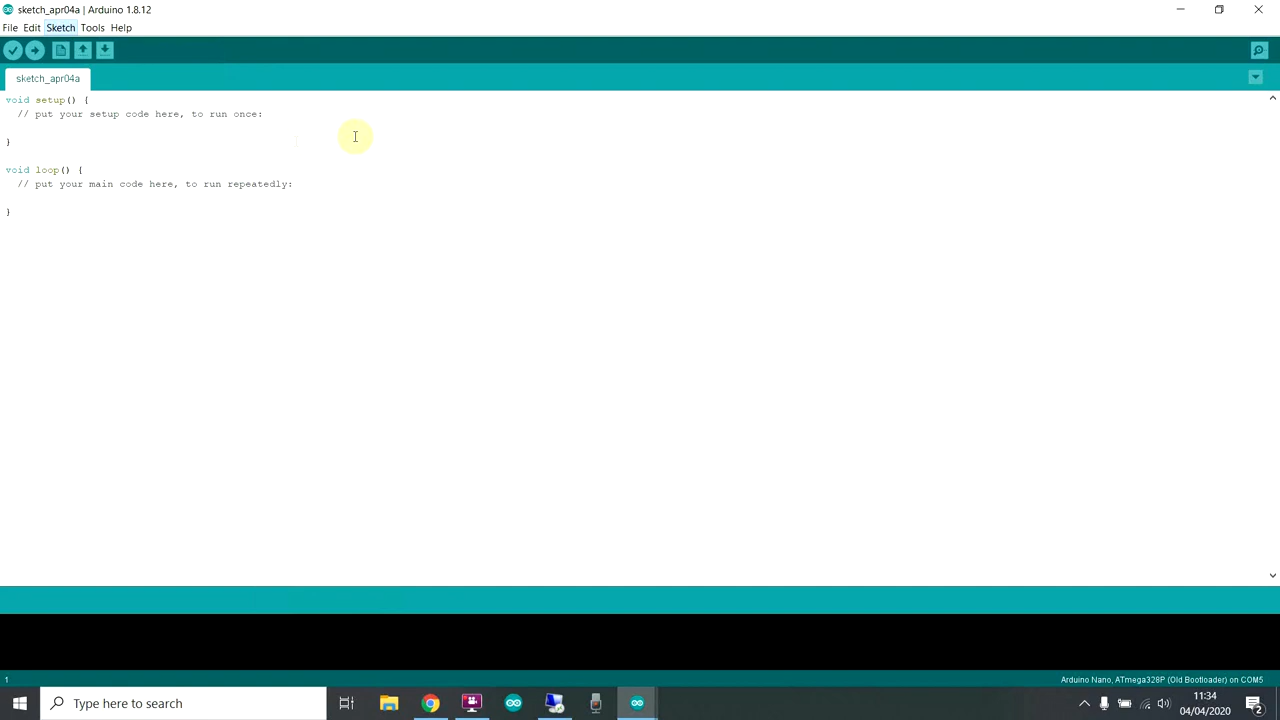 sketch_apr04a | Arduino 1.8.12
File Edit Sketch Tools Help
sketch_apr04a
void setup() {
// put your setup code here, to run once:
}
void loop() {
// put your main code here, to run repeatedly:
}
1
Arduino Nano, ATmega328P (Old Bootloader) on COM5
Type here to search
11:34
04/04/2020
2